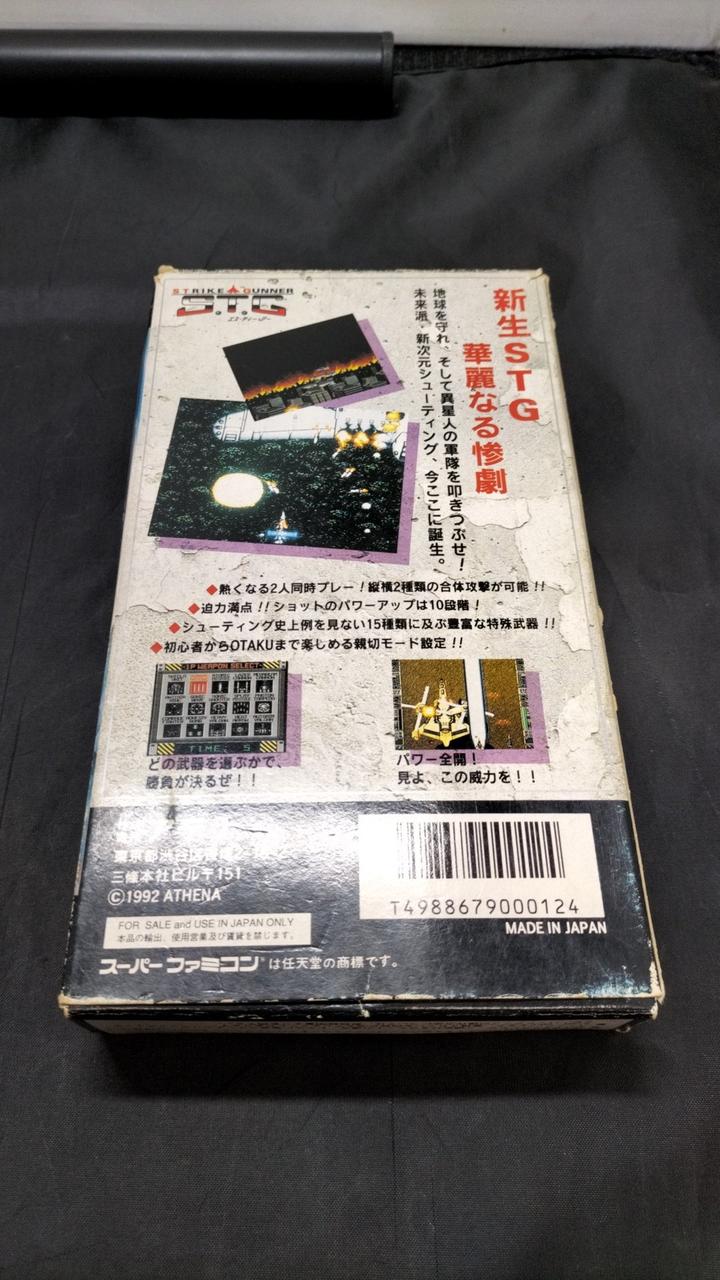 STRIKE GUNNER
S.T.G
エス・ティー・ジー
新生STG
華麗なる惨劇
地球を守れ、そして異星人の軍隊を叩きつぶせ！
未来派・新次元シューティング、今ここに誕生。
◆熱くなる2人同時プレー！縦横2種類の合体攻撃が可能!!
◆迫力満点!!ショットのパワーアップは10段階！
◆シューティング史上例を見ない15種類に及ぶ豊富な特殊武器!!
◆初心者からOTAKUまで楽しめる親切モード設定!!
1P WEAPON SELECT
TIME: 5
どの武器を選ぶかで、
勝負が決るぜ！！
パワー全開！
見よ、この威力を！！
東京都渋谷区
三條本社ビル〒151
©1992 ATHENA
FOR SALE and USE IN JAPAN ONLY
本品の輸出、使用営業及び賃貸を禁じます。
スーパーファミコン®は任天堂の商標です。
T4988679000124
MADE IN JAPAN